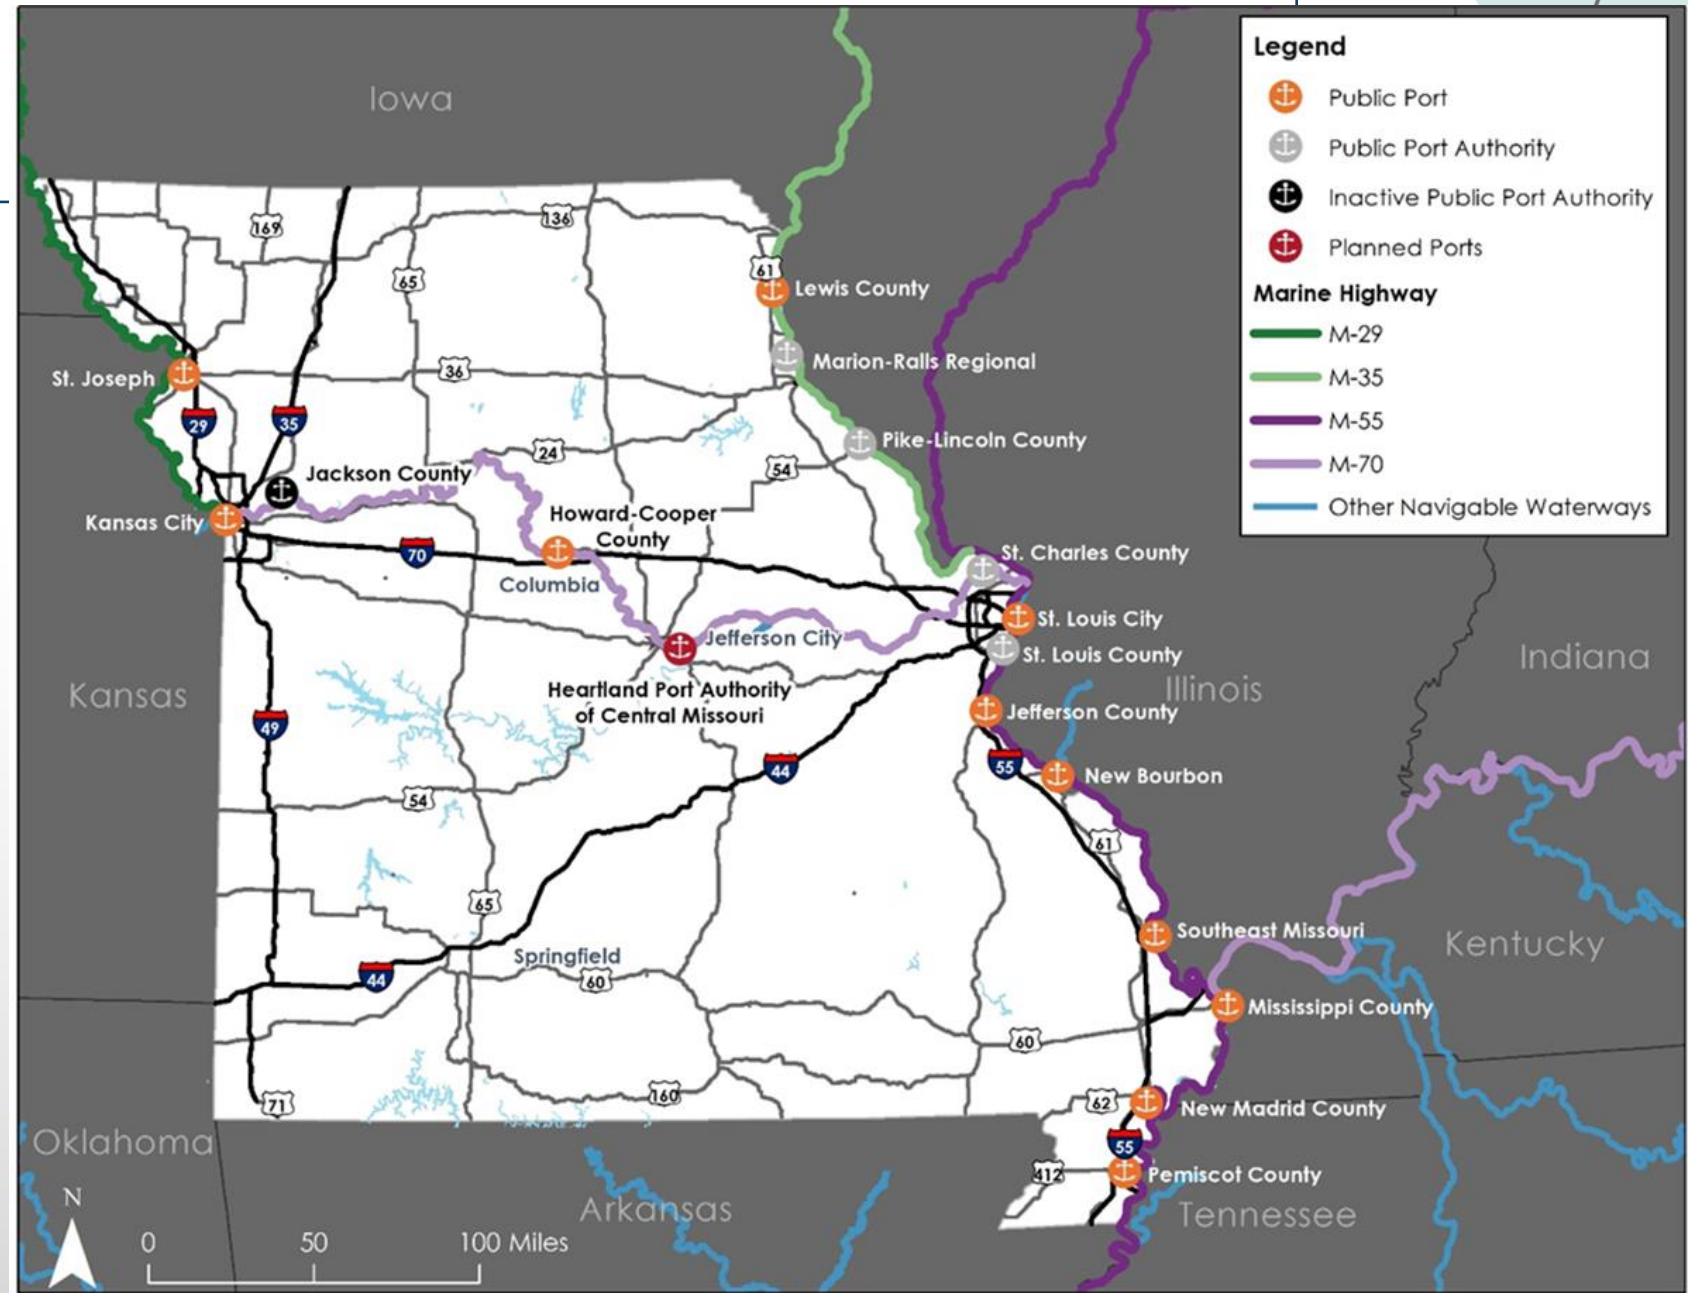 Legend
Public Port
Public Port Authority
Inactive Public Port Authority
Planned Ports
Marine Highway
M-29
M-35
M-55
M-70
Other Navigable Waterways
Iowa
169
136
65
61
Lewis County
Marion-Ralls Regional
36
St. Joseph
29
35
Pike-Lincoln County
24
54
Jackson County
Kansas City
Howard-Cooper
County
70
Columbia
St. Charles County
St. Louis City
St. Louis County
Jefferson City
Heartland Port Authority
of Central Missouri
Kansas
Illinois
Indiana
Jefferson County
49
44
55
New Bourbon
54
61
65
Southeast Missouri
Kentucky
Springfield
44
60
Mississippi County
60
71
160
62
New Madrid County
55
412
Pemiscot County
Oklahoma
Arkansas
Tennessee
N
0 50 100 Miles